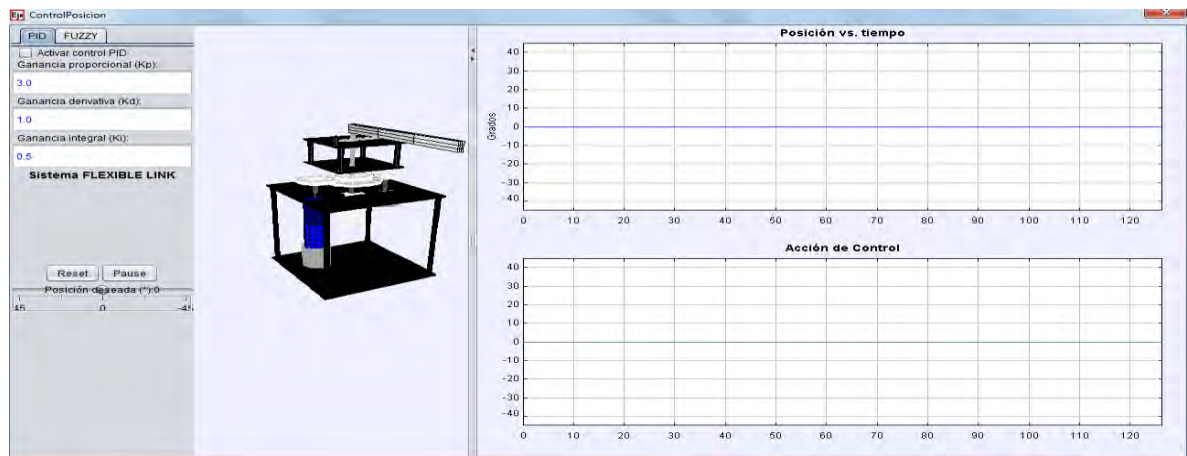 Ejs ControlPosicion
PID FUZZY
Activar control PID
Ganancia proporcional (Kp):
3.0
Ganancia derivativa (Kd):
1.0
Ganancia integral (Ki):
0.5
Sistema FLEXIBLE LINK
Reset Pause
Posición deseada (°):0
45 0 -45
Posición vs. tiempo
Grados
40
30
20
10
0
-10
-20
-30
-40
0 10 20 30 40 50 60 70 80 90 100 110 120
Acción de Control
40
30
20
10
0
-10
-20
-30
-40
0 10 20 30 40 50 60 70 80 90 100 110 120